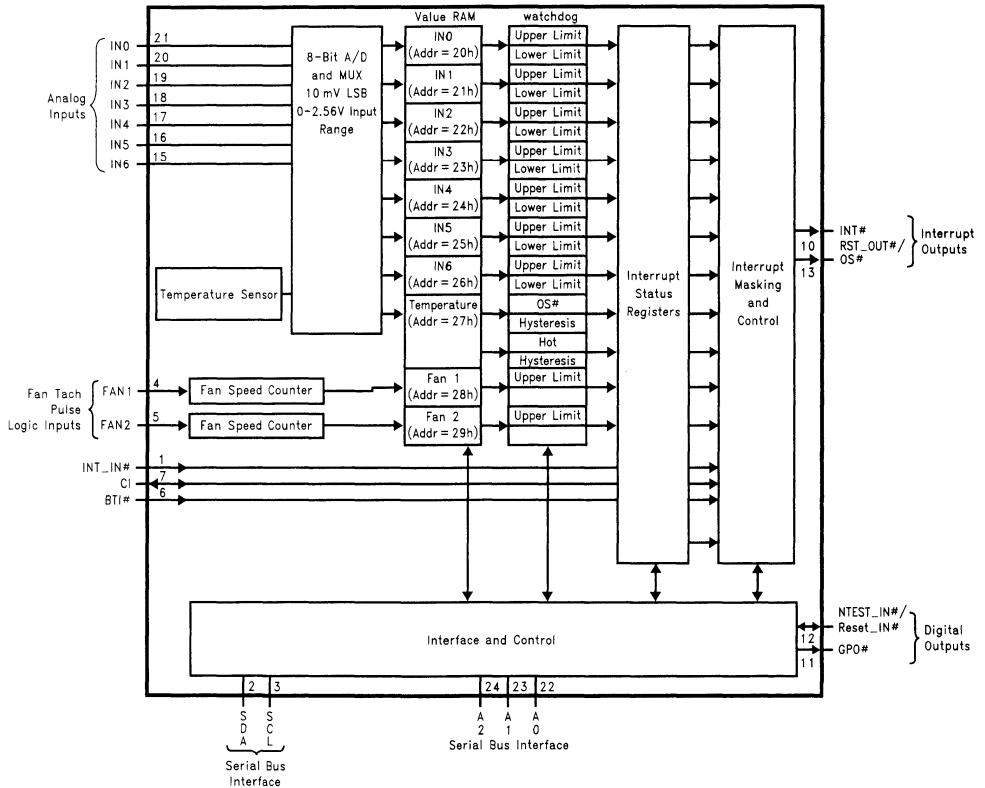 Value RAM
watchdog
IN0 21
IN1 20
IN2 19
IN3 18
IN4 17
IN5 16
IN6 15
Analog
Inputs
8-Bit A/D
and MUX
10 mV LSB
0-2.56V Input
Range
Temperature Sensor
IN0
(Addr = 20h)
IN1
(Addr = 21h)
IN2
(Addr = 22h)
IN3
(Addr = 23h)
IN4
(Addr = 24h)
IN5
(Addr = 25h)
IN6
(Addr = 26h)
Temperature
(Addr = 27h)
Fan 1
(Addr = 28h)
Fan 2
(Addr = 29h)
Upper Limit
Lower Limit
Upper Limit
Lower Limit
Upper Limit
Lower Limit
Upper Limit
Lower Limit
Upper Limit
Lower Limit
Upper Limit
Lower Limit
Upper Limit
Lower Limit
OS#
Hysteresis
Hot
Hysteresis
Upper Limit
Upper Limit
Interrupt
Status
Registers
Interrupt
Masking
and
Control
INT#
10 RST_OUT#/
OS#
13
Interrupt
Outputs
Fan Tach
Pulse
Logic Inputs
FAN1 4
Fan Speed Counter
FAN2 5
Fan Speed Counter
INT_IN# 1
CI 7
BTI# 6
Interface and Control
NTEST_IN#/
Reset_IN#
12
GPO#
11
Digital
Outputs
2 3
24 23 22
SDA
SCL
A2
A1
A0
Serial Bus Interface
Serial Bus
Interface